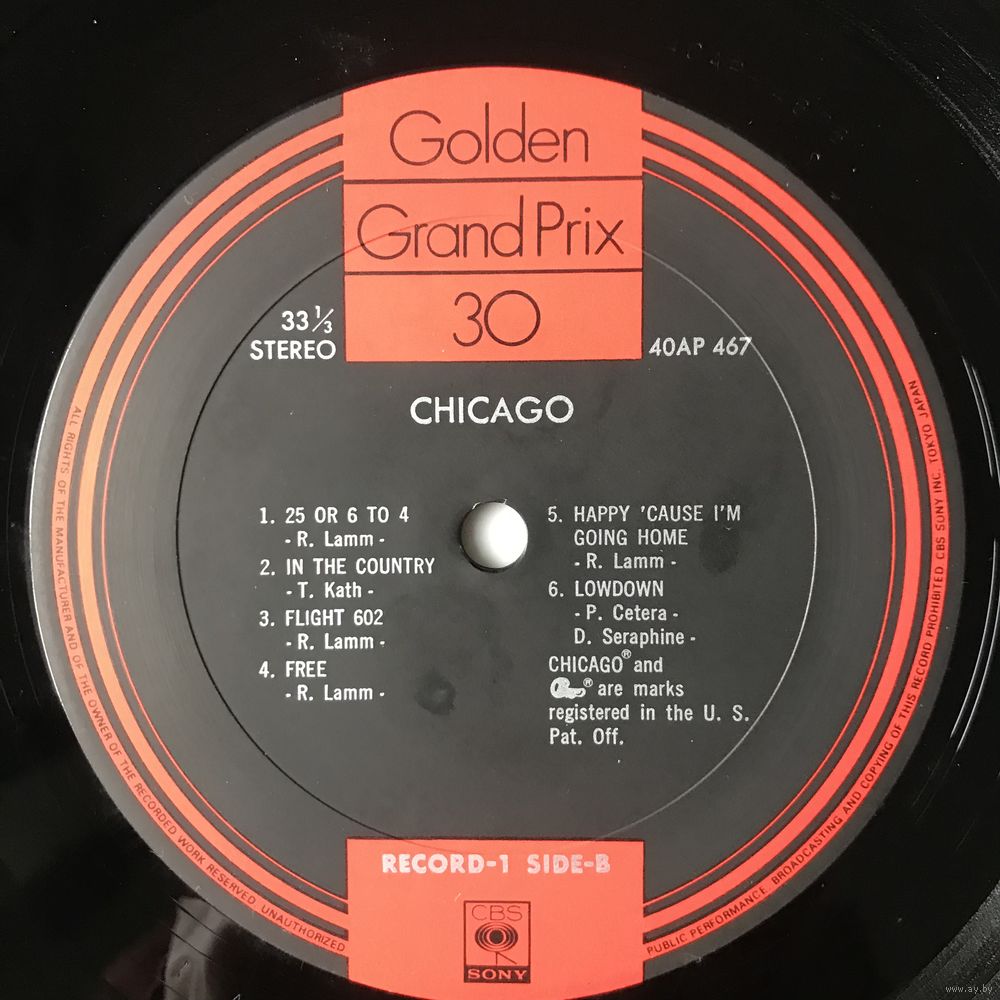 Golden
Grand Prix
30
33 1/3
STEREO
40AP 467
CHICAGO
1. 25 OR 6 TO 4
- R. Lamm -
2. IN THE COUNTRY
- T. Kath -
3. FLIGHT 602
- R. Lamm -
4. FREE
- R. Lamm -
5. HAPPY 'CAUSE I'M
GOING HOME
- R. Lamm -
6. LOWDOWN
- P. Cetera -
D. Seraphine -
CHICAGO® and
® are marks
registered in the U. S.
Pat. Off.
RECORD-1 SIDE-B
CBS
SONY
ALL RIGHTS OF THE MANUFACTURER AND OF THE OWNER OF THE RECORDED WORK RESERVED UNAUTHORIZED
PUBLIC PERFORMANCE BROADCASTING AND COPYING OF THIS RECORD PROHIBITED CBS SONY INC. TOKYO JAPAN
www.ay.by